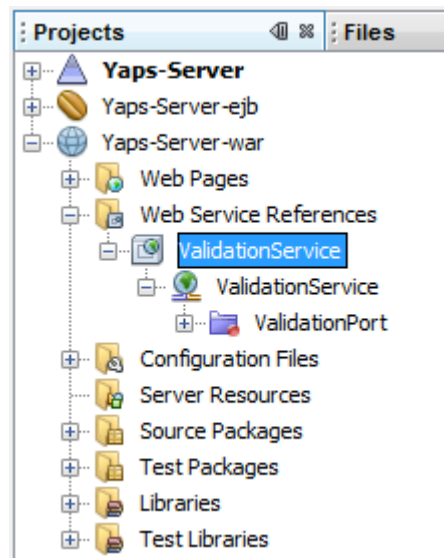 Projects Files
Yaps-Server
Yaps-Server-ejb
Yaps-Server-war
Web Pages
Web Service References
ValidationService
ValidationService
ValidationPort
Configuration Files
Server Resources
Source Packages
Test Packages
Libraries
Test Libraries